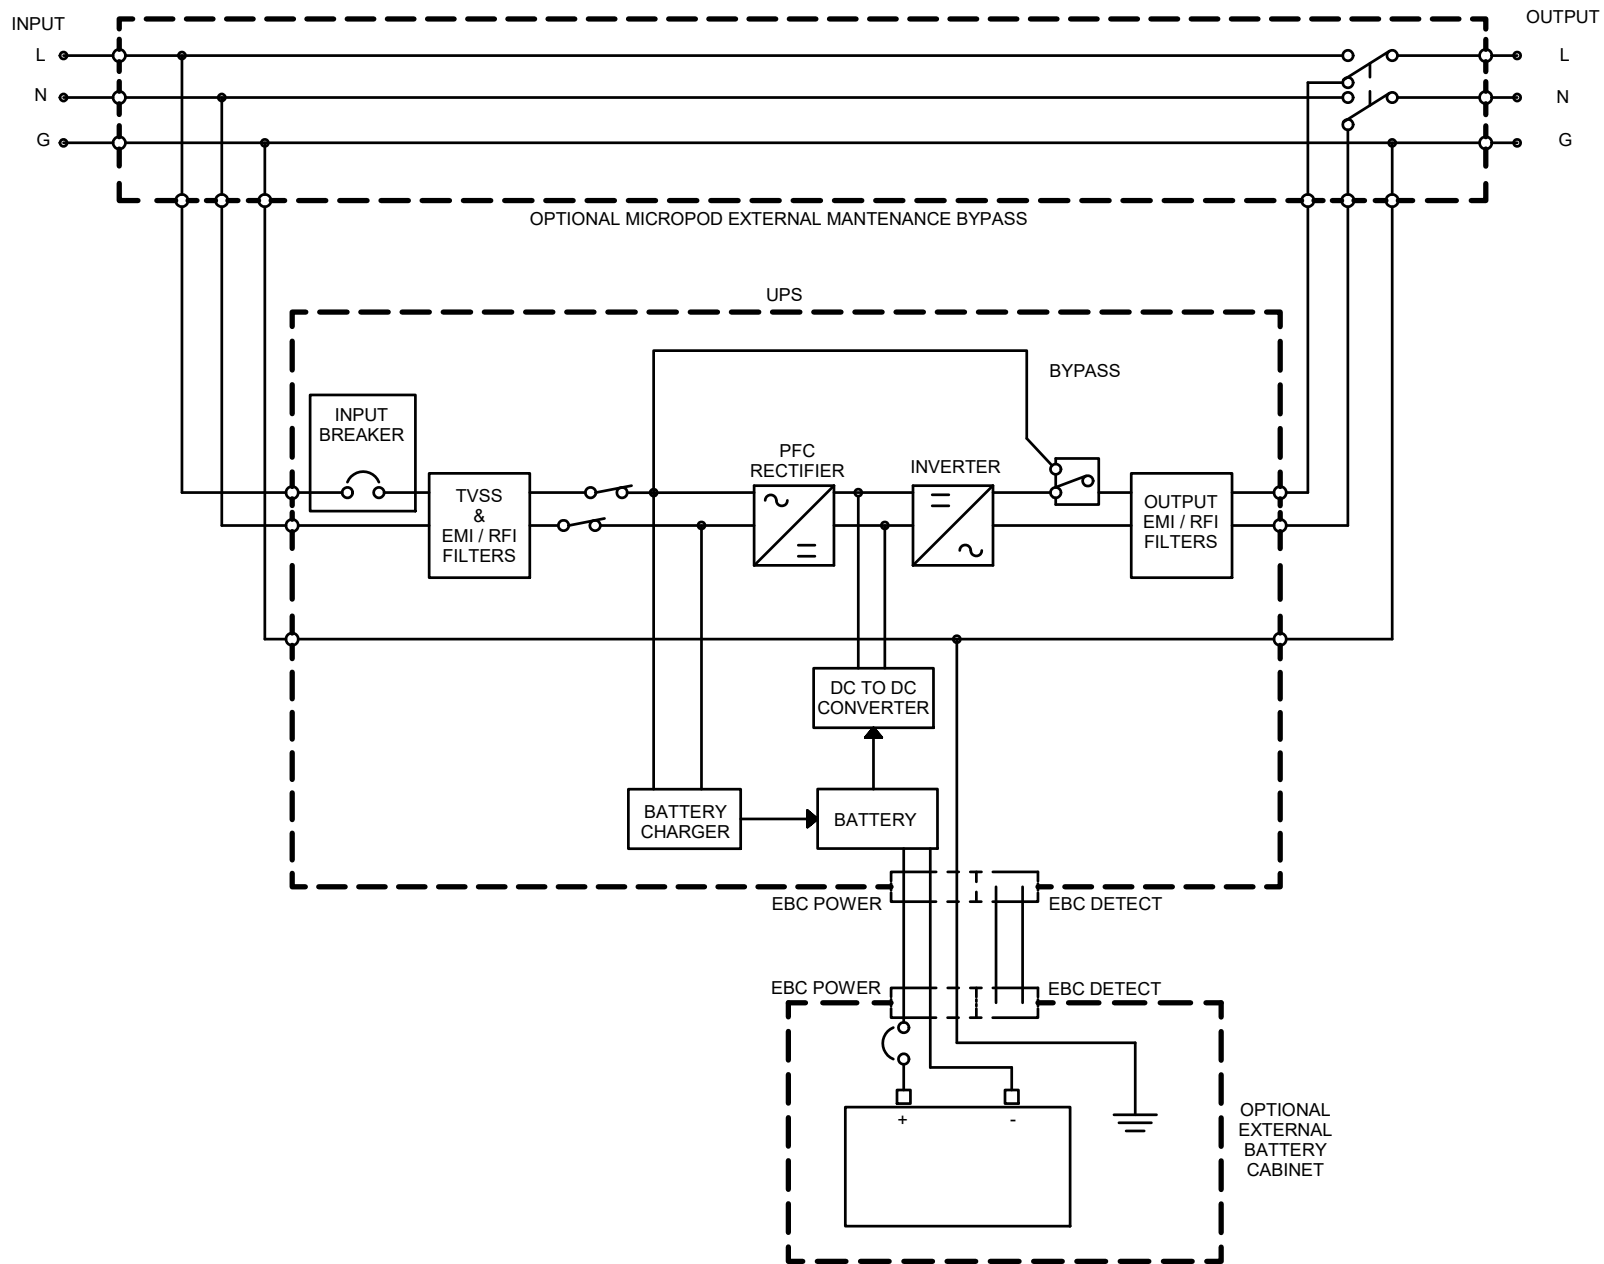 INPUT
OUTPUT
L
L
N
N
G
G
OPTIONAL MICROPOD EXTERNAL MANTENANCE BYPASS
UPS
BYPASS
INPUT
BREAKER
PFC
RECTIFIER
INVERTER
TVSS
&
EMI / RFI
FILTERS
OUTPUT
EMI / RFI
FILTERS
DC TO DC
CONVERTER
BATTERY
CHARGER
BATTERY
EBC POWER
EBC DETECT
EBC POWER
EBC DETECT
+
-
OPTIONAL
EXTERNAL
BATTERY
CABINET